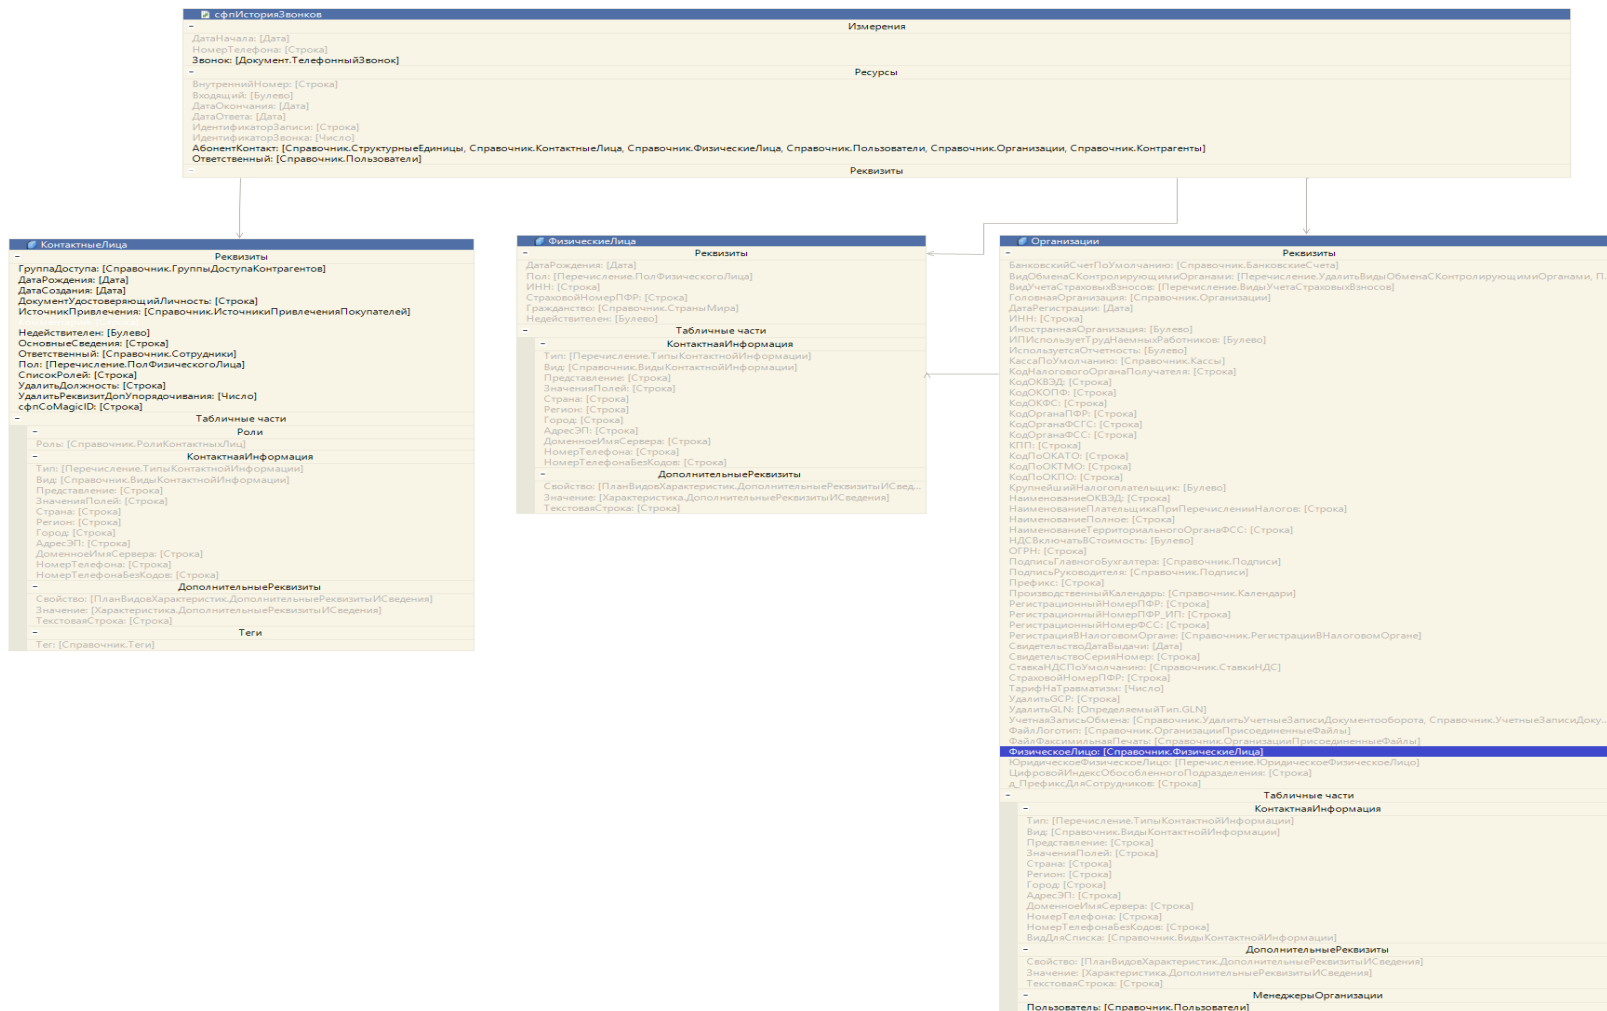 сфпИсторияЗвонков
Измерения
ДатаНачала: [Дата]
НомерТелефона: [Строка]
Звонок: [Документ.ТелефонныйЗвонок]
Ресурсы
ВнутреннийНомер: [Строка]
Входящий: [Булево]
ДатаОкончания: [Дата]
ДатаОтвета: [Дата]
ИдентификаторЗаписи: [Строка]
ИдентификаторЗвонка: [Число]
АбонентКонтакт: [Справочник.СтруктурныеЕдиницы, Справочник.КонтактныеЛица, Справочник.ФизическиеЛица, Справочник.Пользователи, Справочник.Организации, Справочник.Контрагенты]
Ответственный: [Справочник.Пользователи]
Реквизиты
КонтактныеЛица
Реквизиты
ГруппаДоступа: [Справочник.ГруппыДоступаКонтрагентов]
ДатаРождения: [Дата]
ДатаСоздания: [Дата]
ДокументУдостоверяющийЛичность: [Строка]
ИсточникПривлечения: [Справочник.ИсточникиПривлеченияПокупателей]
Недействителен: [Булево]
ОсновныеСведения: [Строка]
Ответственный: [Справочник.Сотрудники]
Пол: [Перечисление.ПолФизическогоЛица]
СписокРолей: [Строка]
УдалитьДолжность: [Строка]
УдалитьРеквизитДопУпорядочивания: [Число]
сфпCoMagicID: [Строка]
Табличные части
Роли
Роль: [Справочник.РолиКонтактныхЛиц]
КонтактнаяИнформация
Тип: [Перечисление.ТипыКонтактнойИнформации]
Вид: [Справочник.ВидыКонтактнойИнформации]
Представление: [Строка]
ЗначенияПолей: [Строка]
Страна: [Строка]
Регион: [Строка]
Город: [Строка]
АдресЭП: [Строка]
ДоменноеИмяСервера: [Строка]
НомерТелефона: [Строка]
НомерТелефонаБезКодов: [Строка]
ДополнительныеРеквизиты
Свойство: [ПланВидовХарактеристик.ДополнительныеРеквизитыИСведения]
Значение: [Характеристика.ДополнительныеРеквизитыИСведения]
ТекстоваяСтрока: [Строка]
Теги
Тег: [Справочник.Теги]
ФизическиеЛица
Реквизиты
ДатаРождения: [Дата]
Пол: [Перечисление.ПолФизическогоЛица]
ИНН: [Строка]
СтраховойНомерПФР: [Строка]
Гражданство: [Справочник.СтраныМира]
Недействителен: [Булево]
Табличные части
КонтактнаяИнформация
Тип: [Перечисление.ТипыКонтактнойИнформации]
Вид: [Справочник.ВидыКонтактнойИнформации]
Представление: [Строка]
ЗначенияПолей: [Строка]
Страна: [Строка]
Регион: [Строка]
Город: [Строка]
АдресЭП: [Строка]
ДоменноеИмяСервера: [Строка]
НомерТелефона: [Строка]
НомерТелефонаБезКодов: [Строка]
ДополнительныеРеквизиты
Свойство: [ПланВидовХарактеристик.ДополнительныеРеквизитыИСвед...
Значение: [Характеристика.ДополнительныеРеквизитыИСведения]
ТекстоваяСтрока: [Строка]
Организации
Реквизиты
БанковскийСчетПоУмолчанию: [Справочник.БанковскиеСчета]
ВидОбменаСКонтролирующимиОрганами: [Перечисление.УдалитьВидыОбменаСКонтролирующимиОрганами, П...
ВидУчетаСтраховыхВзносов: [Перечисление.ВидыУчетаСтраховыхВзносов]
ГоловнаяОрганизация: [Справочник.Организации]
ДатаРегистрации: [Дата]
ИНН: [Строка]
ИностраннаяОрганизация: [Булево]
ИПИспользуетТрудНаемныхРаботников: [Булево]
ИспользуетсяОтчетность: [Булево]
КассаПоУмолчанию: [Справочник.Кассы]
КодНалоговогоОрганаПолучателя: [Строка]
КодОКВЭД: [Строка]
КодОКОПФ: [Строка]
КодОКФС: [Строка]
КодОрганаПФР: [Строка]
КодОрганаФСГС: [Строка]
КодОрганаФСС: [Строка]
КПП: [Строка]
КодПоОКАТО: [Строка]
КодПоОКТМО: [Строка]
КодПоОКПО: [Строка]
КрупнейшийНалогоплательщик: [Булево]
НаименованиеОКВЭД: [Строка]
НаименованиеПлательщикаПриПеречисленииНалогов: [Строка]
НаименованиеПолное: [Строка]
НаименованиеТерриториальногоОрганаФСС: [Строка]
НДСВключатьВСтоимость: [Булево]
ОГРН: [Строка]
ПодписьГлавногоБухгалтера: [Справочник.Подписи]
ПодписьРуководителя: [Справочник.Подписи]
Префикс: [Строка]
ПроизводственныйКалендарь: [Справочник.Календари]
РегистрационныйНомерПФР: [Строка]
РегистрационныйНомерПФР_ИП: [Строка]
РегистрационныйНомерФСС: [Строка]
РегистрацияВНалоговомОргане: [Справочник.РегистрацииВНалоговомОргане]
СвидетельствоДатаВыдачи: [Дата]
СвидетельствоСерияНомер: [Строка]
СтавкаНДСПоУмолчанию: [Справочник.СтавкиНДС]
СтраховойНомерПФР: [Строка]
ТарифНаТравматизм: [Число]
УдалитьGCP: [Строка]
УдалитьGLN: [ОпределяемыйТип.GLN]
УчетнаяЗаписьОбмена: [Справочник.УдалитьУчетныеЗаписиДокументооборота, Справочник.УчетныеЗаписиДоку...
ФайлЛоготип: [Справочник.ОрганизацииПрисоединенныеФайлы]
ФайлФаксимильнаяПечать: [Справочник.ОрганизацииПрисоединенныеФайлы]
ФизическоеЛицо: [Справочник.ФизическиеЛица]
ЮридическоеФизическоеЛицо: [Перечисление.ЮридическоеФизическоеЛицо]
ЦифровойИндексОбособленногоПодразделения: [Строка]
д_ПрефиксДляСотрудников: [Строка]
Табличные части
КонтактнаяИнформация
Тип: [Перечисление.ТипыКонтактнойИнформации]
Вид: [Справочник.ВидыКонтактнойИнформации]
Представление: [Строка]
ЗначенияПолей: [Строка]
Страна: [Строка]
Регион: [Строка]
Город: [Строка]
АдресЭП: [Строка]
ДоменноеИмяСервера: [Строка]
НомерТелефона: [Строка]
НомерТелефонаБезКодов: [Строка]
ВидДляСписка: [Справочник.ВидыКонтактнойИнформации]
ДополнительныеРеквизиты
Свойство: [ПланВидовХарактеристик.ДополнительныеРеквизитыИСведения]
Значение: [Характеристика.ДополнительныеРеквизитыИСведения]
ТекстоваяСтрока: [Строка]
МенеджерыОрганизации
Пользователь: [Справочник.Пользователи]